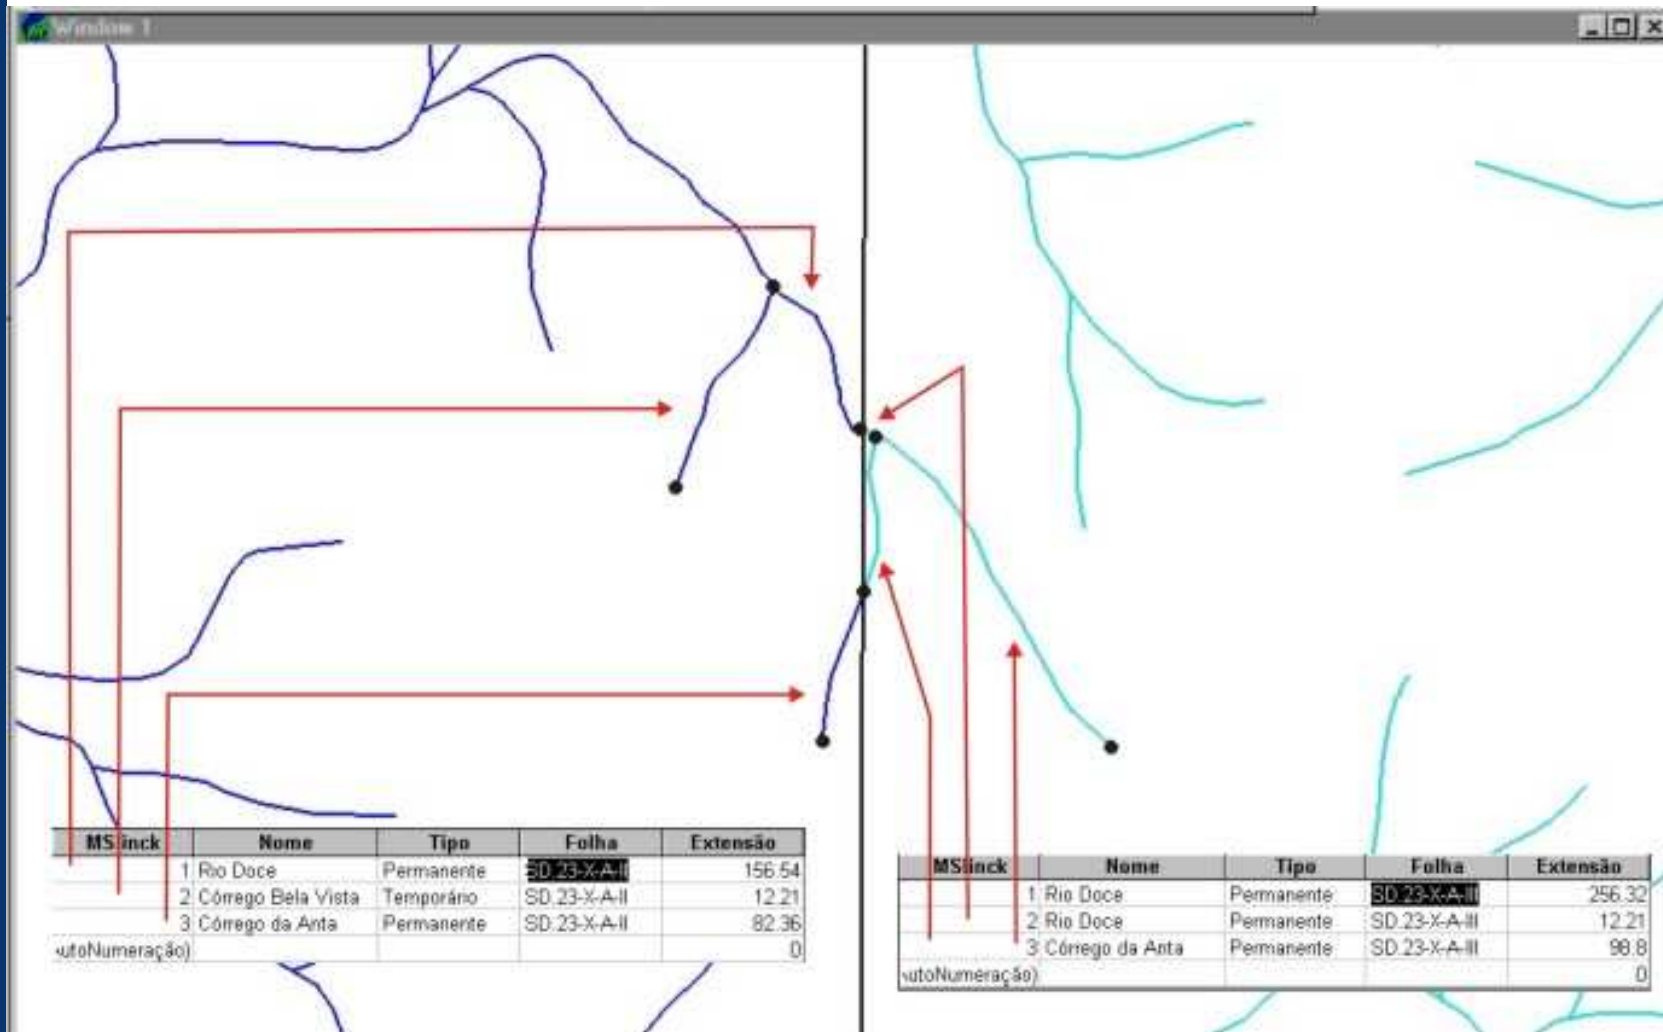 Window 1
MSlinck Nome Tipo Folha Extensão
1 Rio Doce Permanente SD.23-X-A-II 156.54
2 Córrego Bela Vista Temporário SD.23-X-A-II 12.21
3 Córrego da Anta Permanente SD.23-X-A-II 82.36
utoNumeração) 0
MSlinck Nome Tipo Folha Extensão
1 Rio Doce Permanente SD.23-X-A-III 256.32
2 Rio Doce Permanente SD.23-X-A-III 12.21
3 Córrego da Anta Permanente SD.23-X-A-III 98.8
utoNumeração) 0